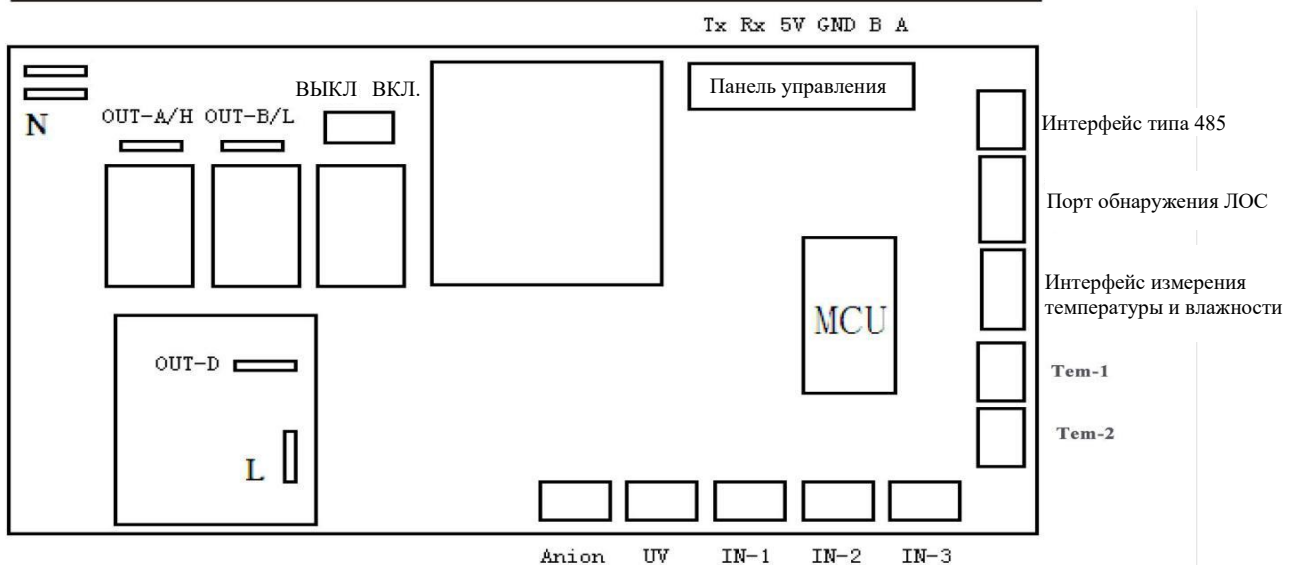 Tx Rx 5V GND B A
ВЫКЛ ВКЛ.
Панель управления
N
OUT-A/H OUT-B/L
Интерфейс типа 485
Порт обнаружения ЛОС
Интерфейс измерения
температуры и влажности
MCU
OUT-D
Tem-1
Tem-2
L
Anion UV IN-1 IN-2 IN-3